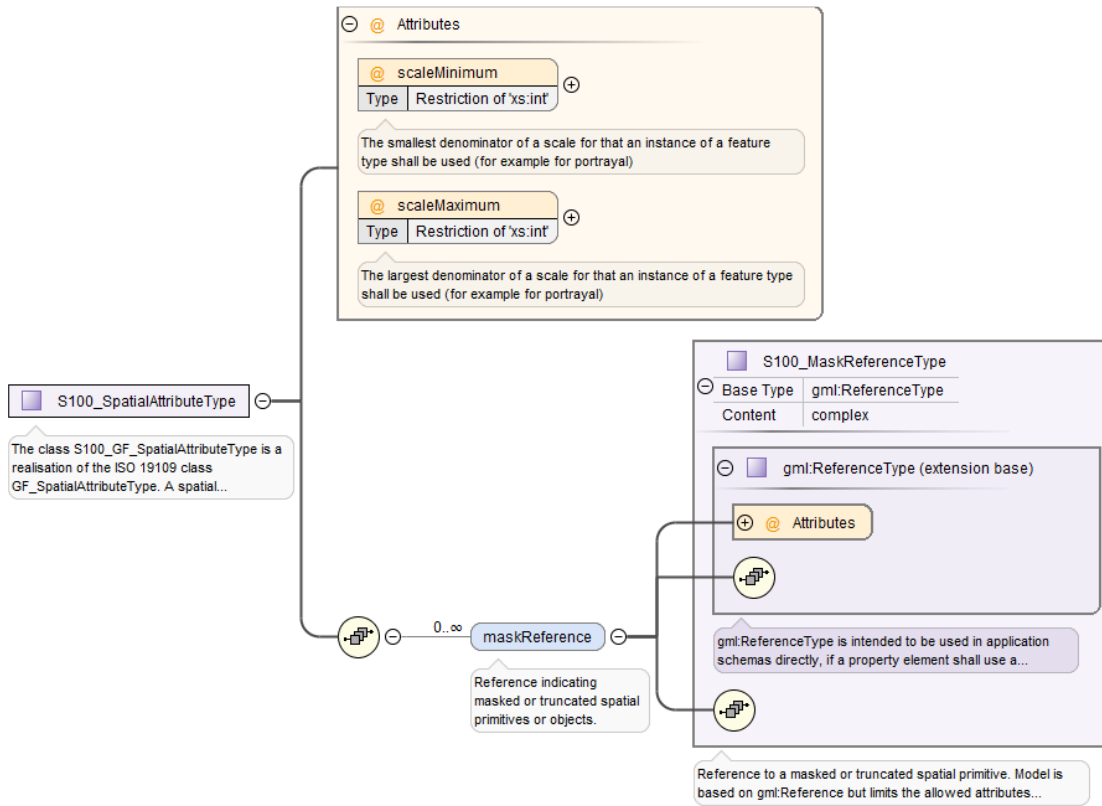 @ Attributes
@ scaleMinimum
Type Restriction of 'xs:int'
The smallest denominator of a scale for that an instance of a feature
type shall be used (for example for portrayal)
@ scaleMaximum
Type Restriction of 'xs:int'
The largest denominator of a scale for that an instance of a feature type
shall be used (for example for portrayal)
S100_SpatialAttributeType
The class S100_GF_SpatialAttributeType is a
realisation of the ISO 19109 class
GF_SpatialAttributeType. A spatial...
0..∞
maskReference
Reference indicating
masked or truncated spatial
primitives or objects.
S100_MaskReferenceType
Base Type gml:ReferenceType
Content complex
gml:ReferenceType (extension base)
@ Attributes
gml:ReferenceType is intended to be used in application
schemas directly, if a property element shall use a...
Reference to a masked or truncated spatial primitive. Model is
based on gml:Reference but limits the allowed attributes...